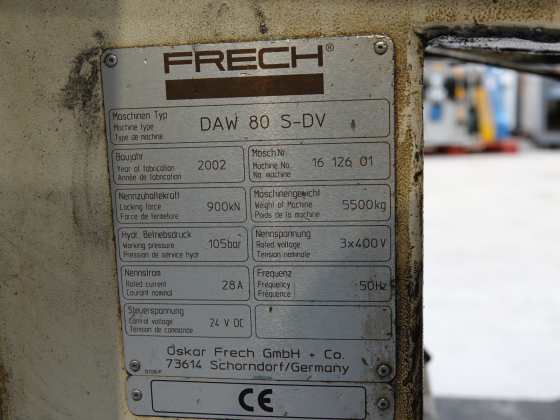 FRECH®
Maschinen Typ
Machine type
Type de machine
DAW 80 S-DV
Baujahr
Year of fabrication
Année de fabrication
2002
Masch.Nr.
Machine No.
No. machine
16 126 01
Nennzuhaltekraft
Locking force
Force de fermeture
900kN
Maschinengewicht
Weight of Machine
Poids de la machine
5500kg
Hydr. Betriebsdruck
Working pressure
Pression de service hydr
105bar
Nennspannung
Rated voltage
Tension nominale
3x400V
Nennstrom
Rated current
Courant nominal
28A
Frequenz
Frequency
Fréquence
50Hz
Steuerspannung
Control voltage
Tension de commande
24 V DC
Oskar Frech GmbH + Co.
73614 Schorndorf/Germany
CE